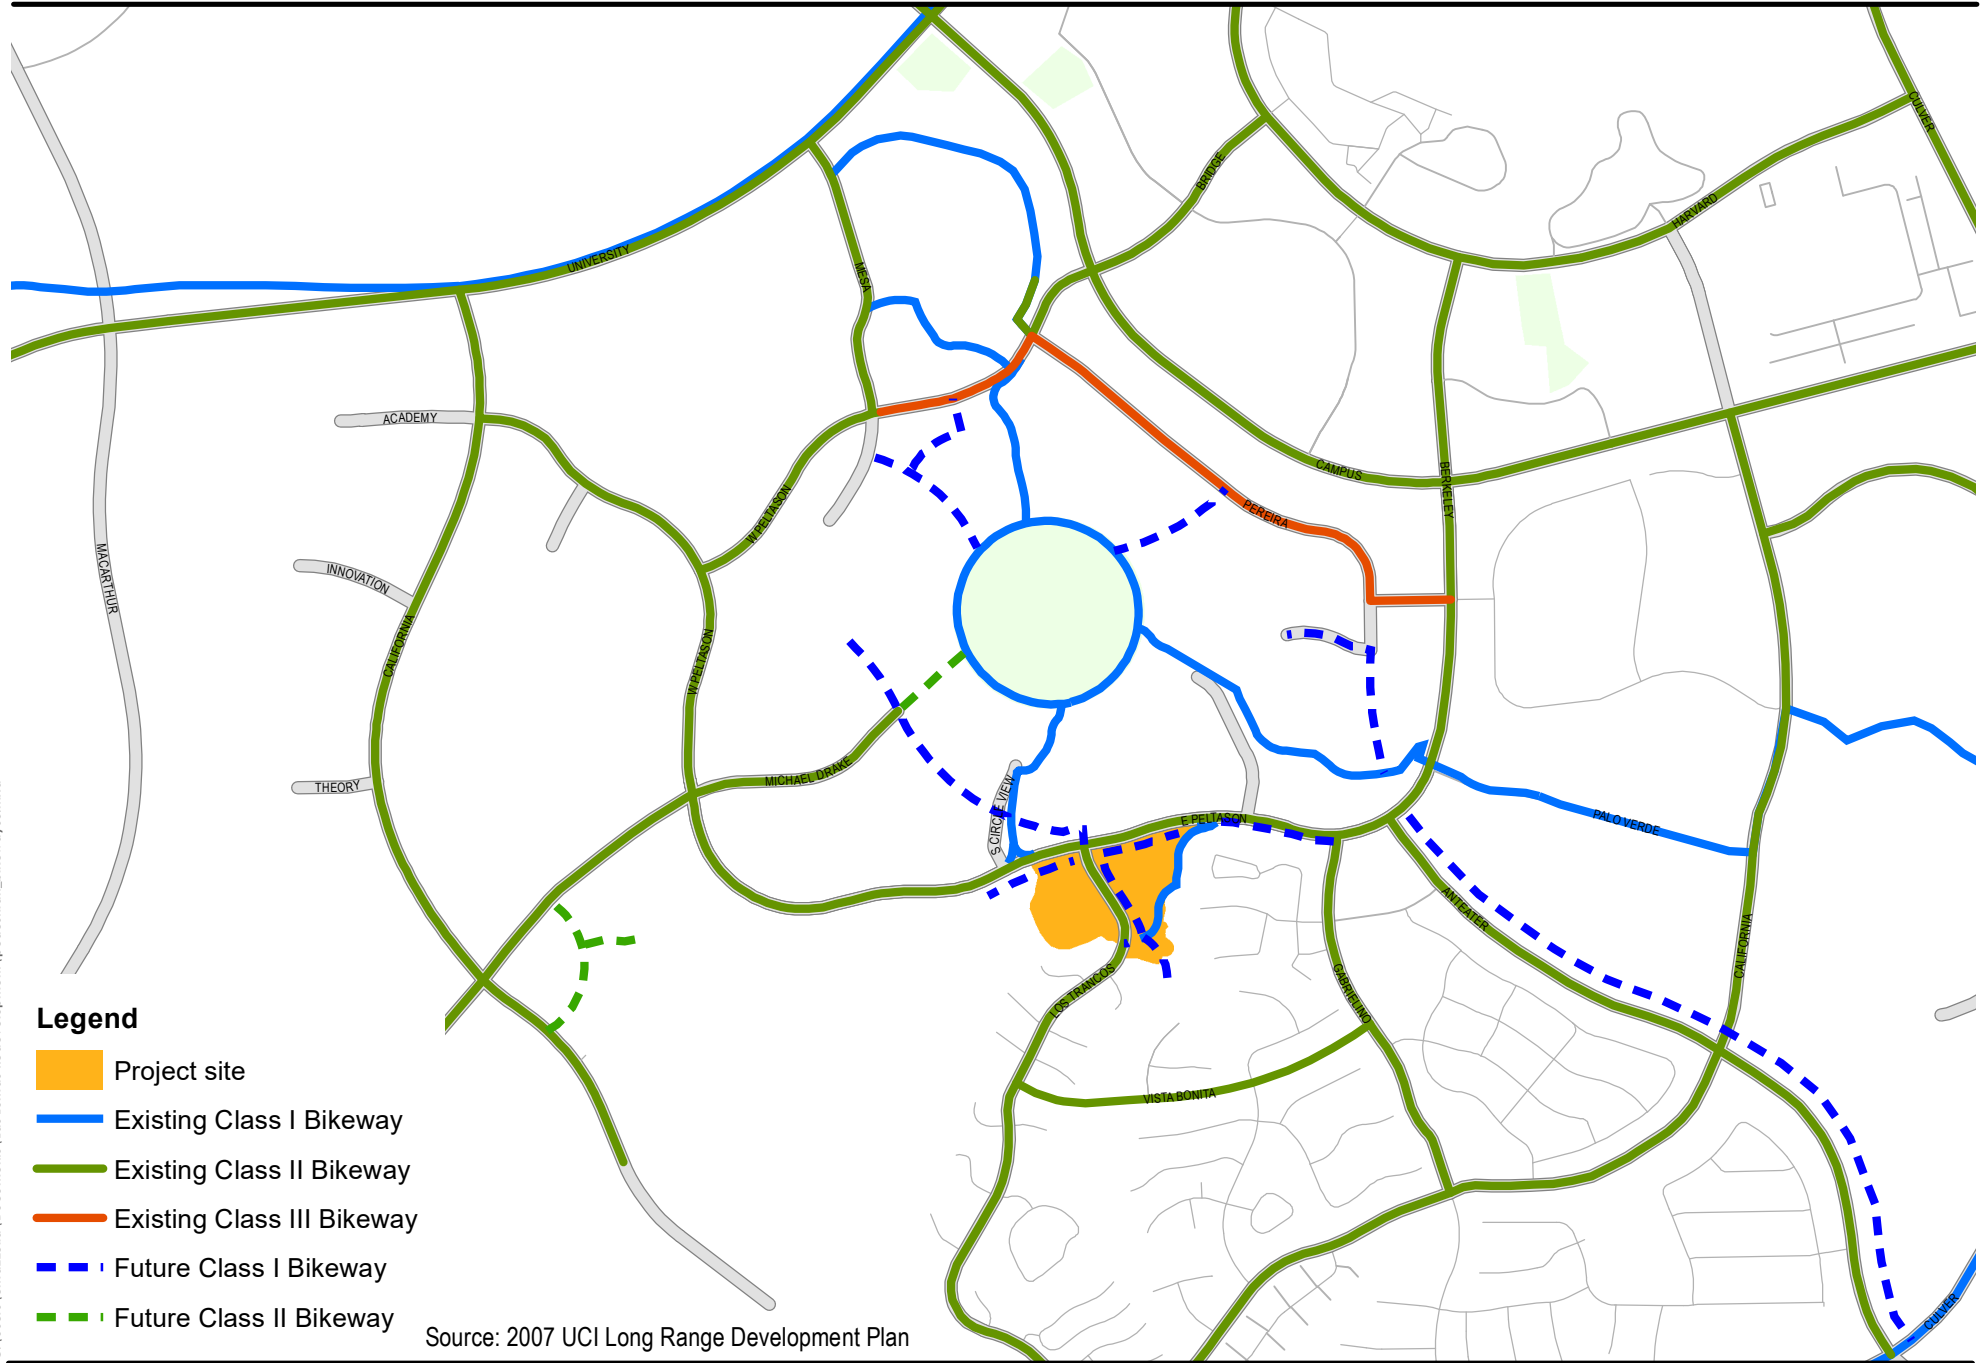 CULVER
BRIDGE
HARVARD
UNIVERSITY
MESA
ACADEMY
CAMPUS
BERKELEY
W PELTASON
PEREIRA
MACARTHUR
INNOVATION
CALIFORNIA
W PELTASON
THEORY
MICHAEL DRAKE
S CIRCLE VIEW
E PELTASON
PALO VERDE
ANTEATER
CALIFORNIA
LOS TRANCOS
GABRIELINO
VISTA BONITA
CULVER
Legend
Project site
Existing Class I Bikeway
Existing Class II Bikeway
Existing Class III Bikeway
Future Class I Bikeway
Future Class II Bikeway
Source: 2007 UCI Long Range Development Plan